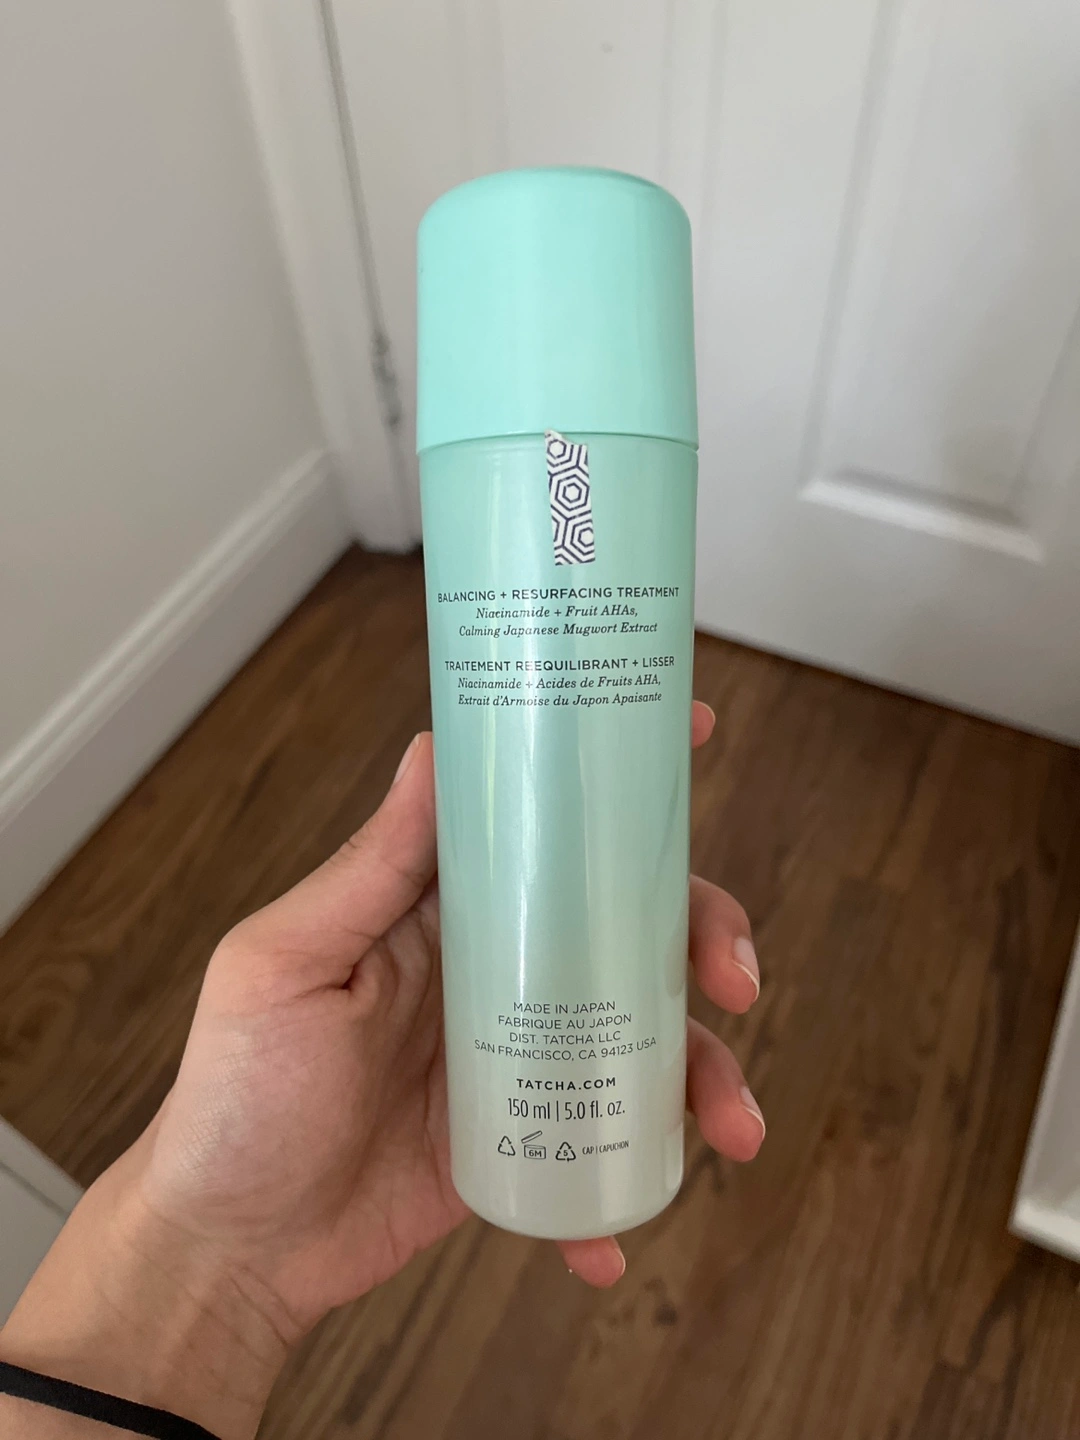 BALANCING + RESURFACING TREATMENT
Niacinamide + Fruit AHAs,
Calming Japanese Mugwort Extract
TRAITEMENT RÉÉQUILIBRANT + LISSER
Niacinamide + Acides de Fruits AHA,
Extrait d'Armoise du Japon Apaisante
MADE IN JAPAN
FABRIQUE AU JAPON
DIST. TATCHA LLC
SAN FRANCISCO, CA 94123 USA
TATCHA.COM
150 ml | 5.0 fl. oz.
6M 5 CAP | CAPUCHON